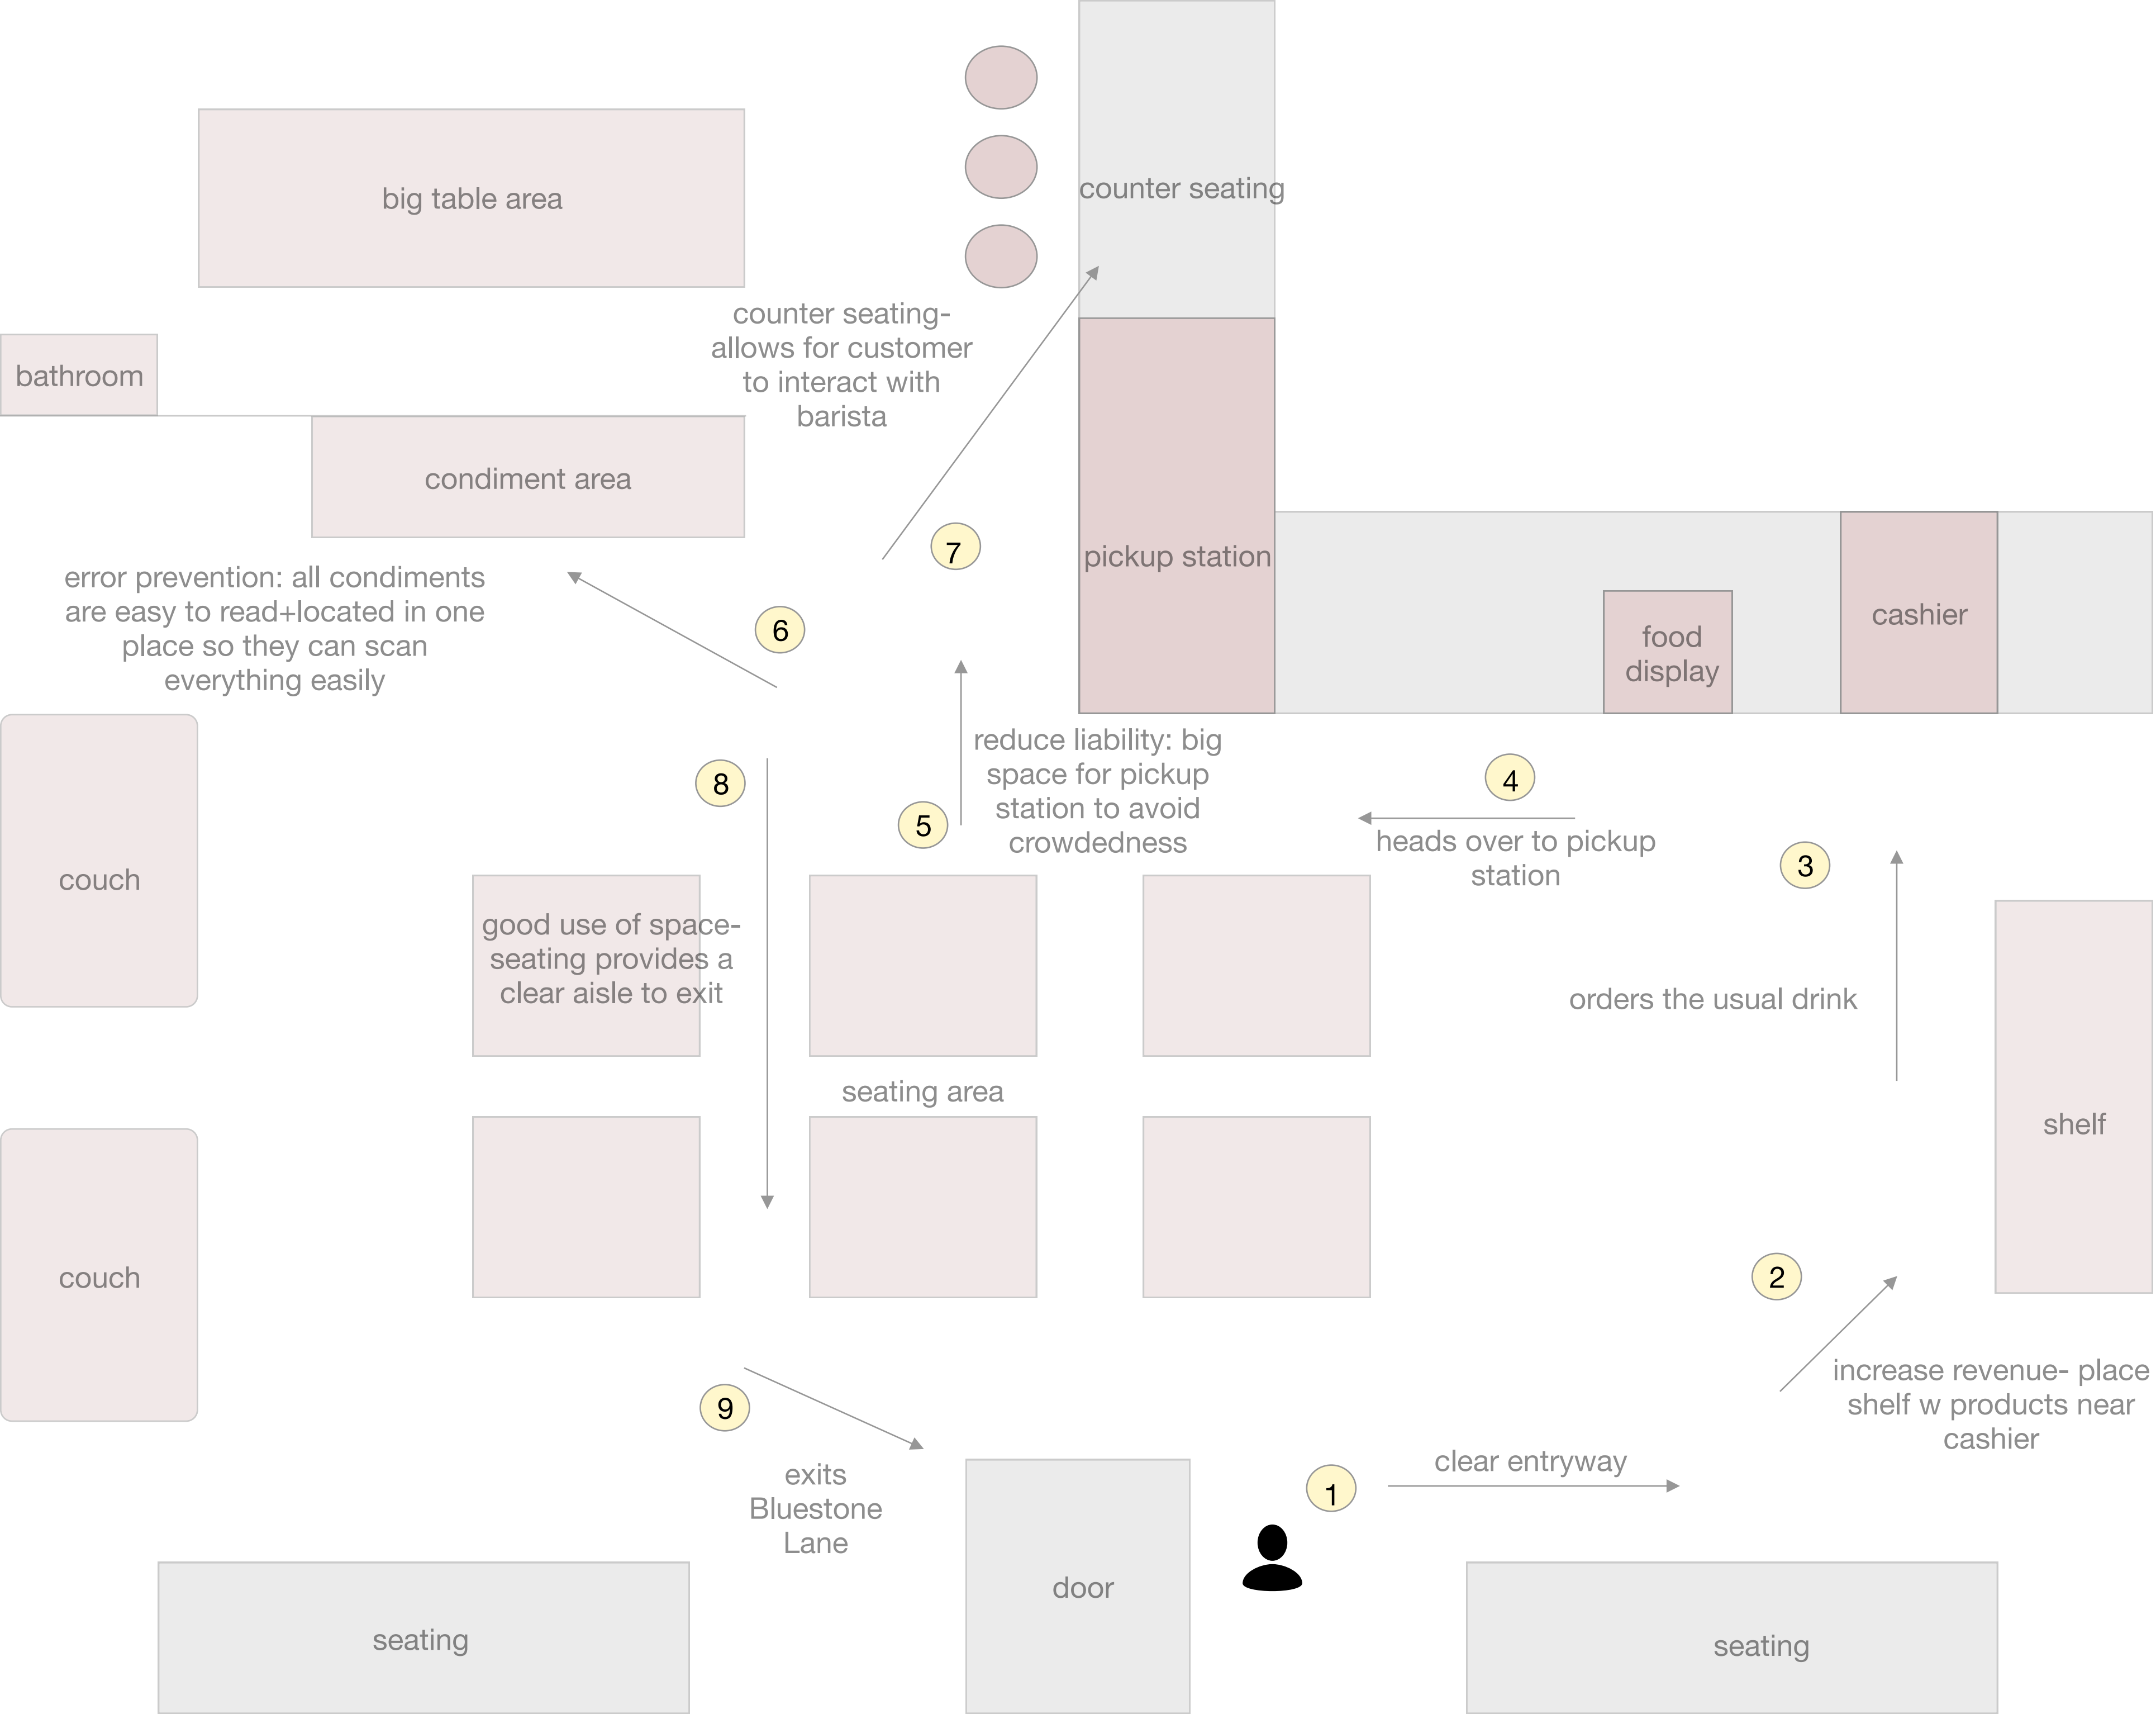 counter seating
big table area
counter seating-
allows for customer
to interact with
barista
bathroom
condiment area
7
pickup station
error prevention: all condiments
are easy to read+located in one
place so they can scan
everything easily
6
food
display
cashier
reduce liability: big
space for pickup
station to avoid
crowdedness
8
5
4
heads over to pickup
station
3
couch
good use of space-
seating provides a
clear aisle to exit
orders the usual drink
seating area
shelf
couch
2
increase revenue- place
shelf w products near
cashier
9
exits
Bluestone
Lane
1
clear entryway
door
seating
seating